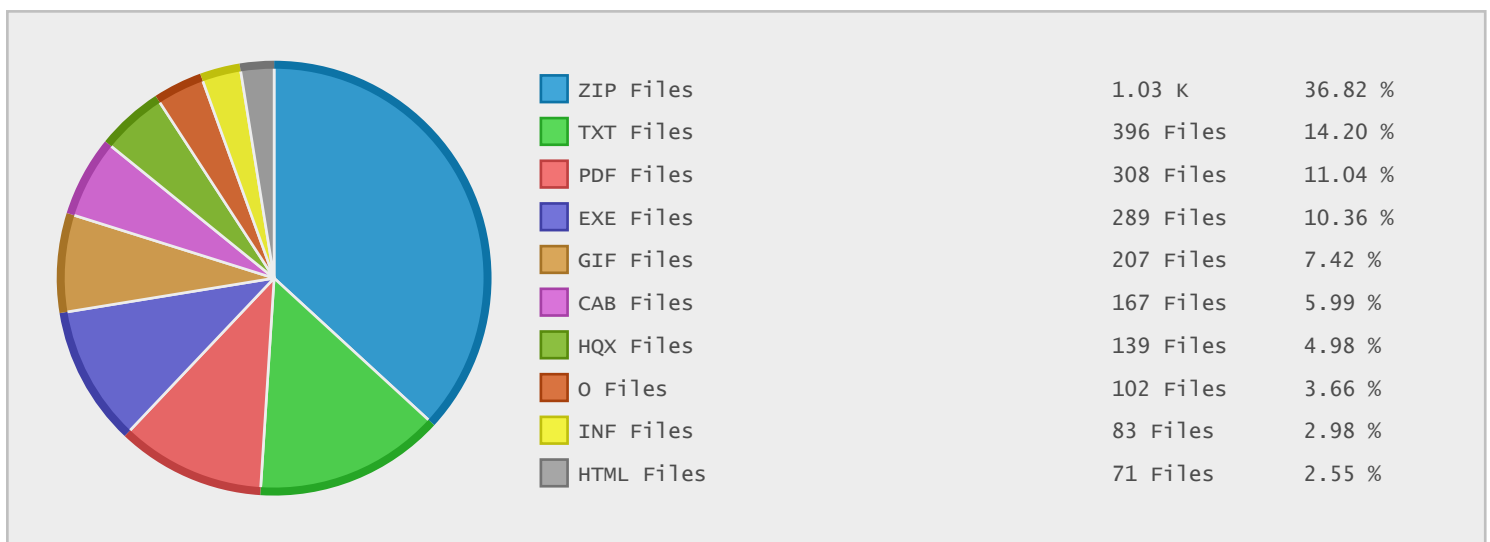 ZIP Files 1.03 K 36.82 %
TXT Files 396 Files 14.20 %
PDF Files 308 Files 11.04 %
EXE Files 289 Files 10.36 %
GIF Files 207 Files 7.42 %
CAB Files 167 Files 5.99 %
HQX Files 139 Files 4.98 %
O Files 102 Files 3.66 %
INF Files 83 Files 2.98 %
HTML Files 71 Files 2.55 %